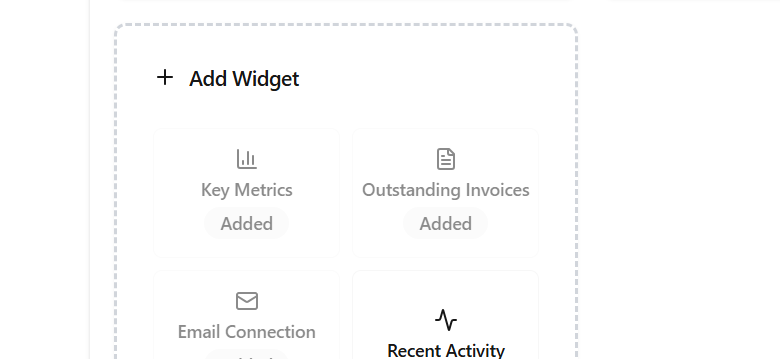 Add Widget
Key Metrics
Outstanding Invoices
Added
Added
Email Connection
Recent Activity